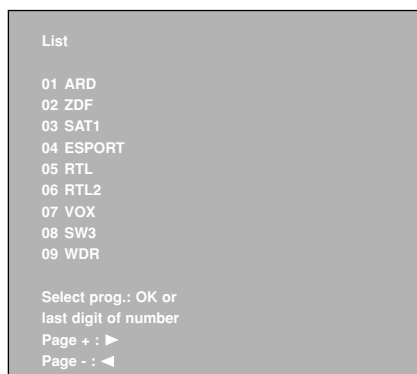 List
01 ARD
02 ZDF
03 SAT1
04 ESPORT
05 RTL
06 RTL2
07 VOX
08 SW3
09 WDR
Select prog.: OK or
last digit of number
Page + : ▶
Page - : ◀